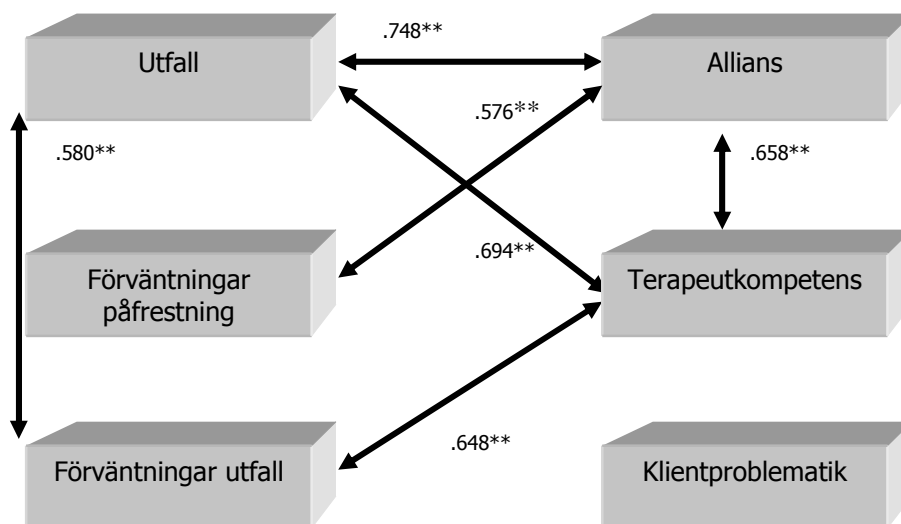 .748**
Utfall
Allians
.576**
.580**
.658**
.694**
Förväntningar
påfrestning
Terapeutkompetens
.648**
Förväntningar utfall
Klientproblematik